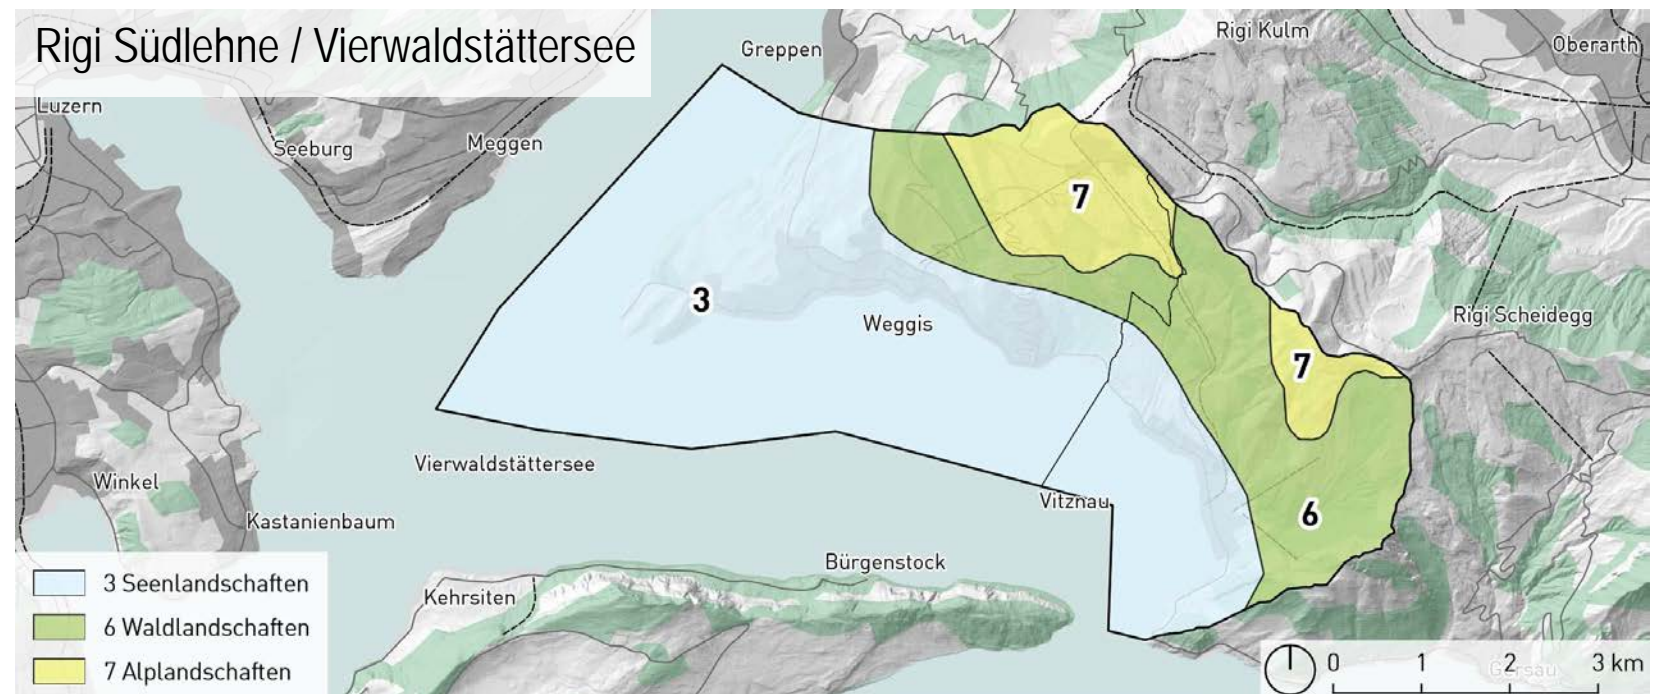 Rigi Südlehne / Vierwaldstättersee
Greppen
Rigi Kulm
Oberarth
Luzern
Seeburg
Meggen
7
3
Weggis
Rigi Scheidegg
7
Vierwaldstättersee
Winkel
Vitznau
6
Kastanienbaum
Bürgenstock
Kehrsiten
3 Seenlandschaften
6 Waldlandschaften
7 Alplandschaften
Gersau
0 1 2 3 km